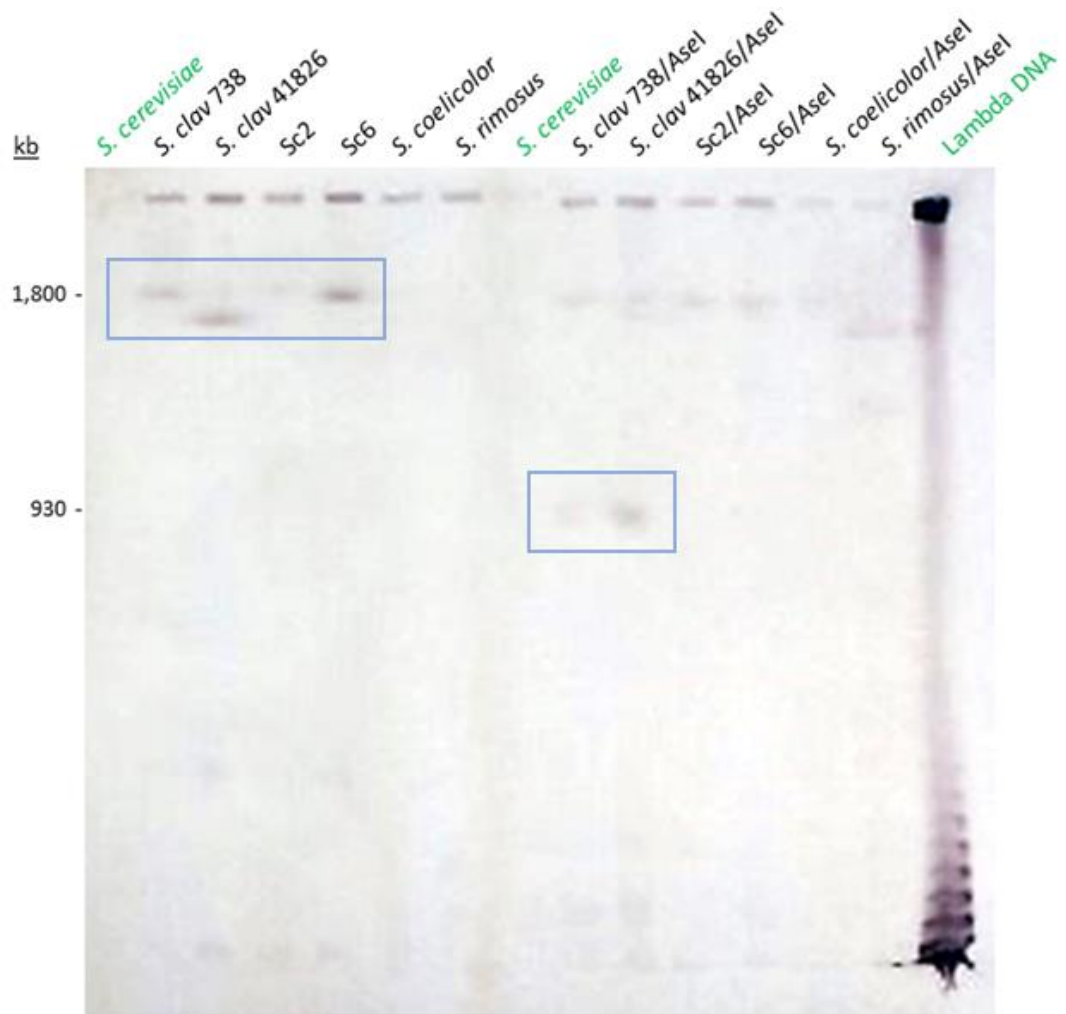 kb
S. cerevisiae
S. clav 738
S. clav 41826
Sc2
Sc6
S. coelicolor
S. rimosus
S. cerevisiae
S. clav 738/AseI
S. clav 41826/AseI
Sc2/AseI
Sc6/AseI
S. coelicolor/AseI
S. rimosus/AseI
Lambda DNA
1,800 -
930 -